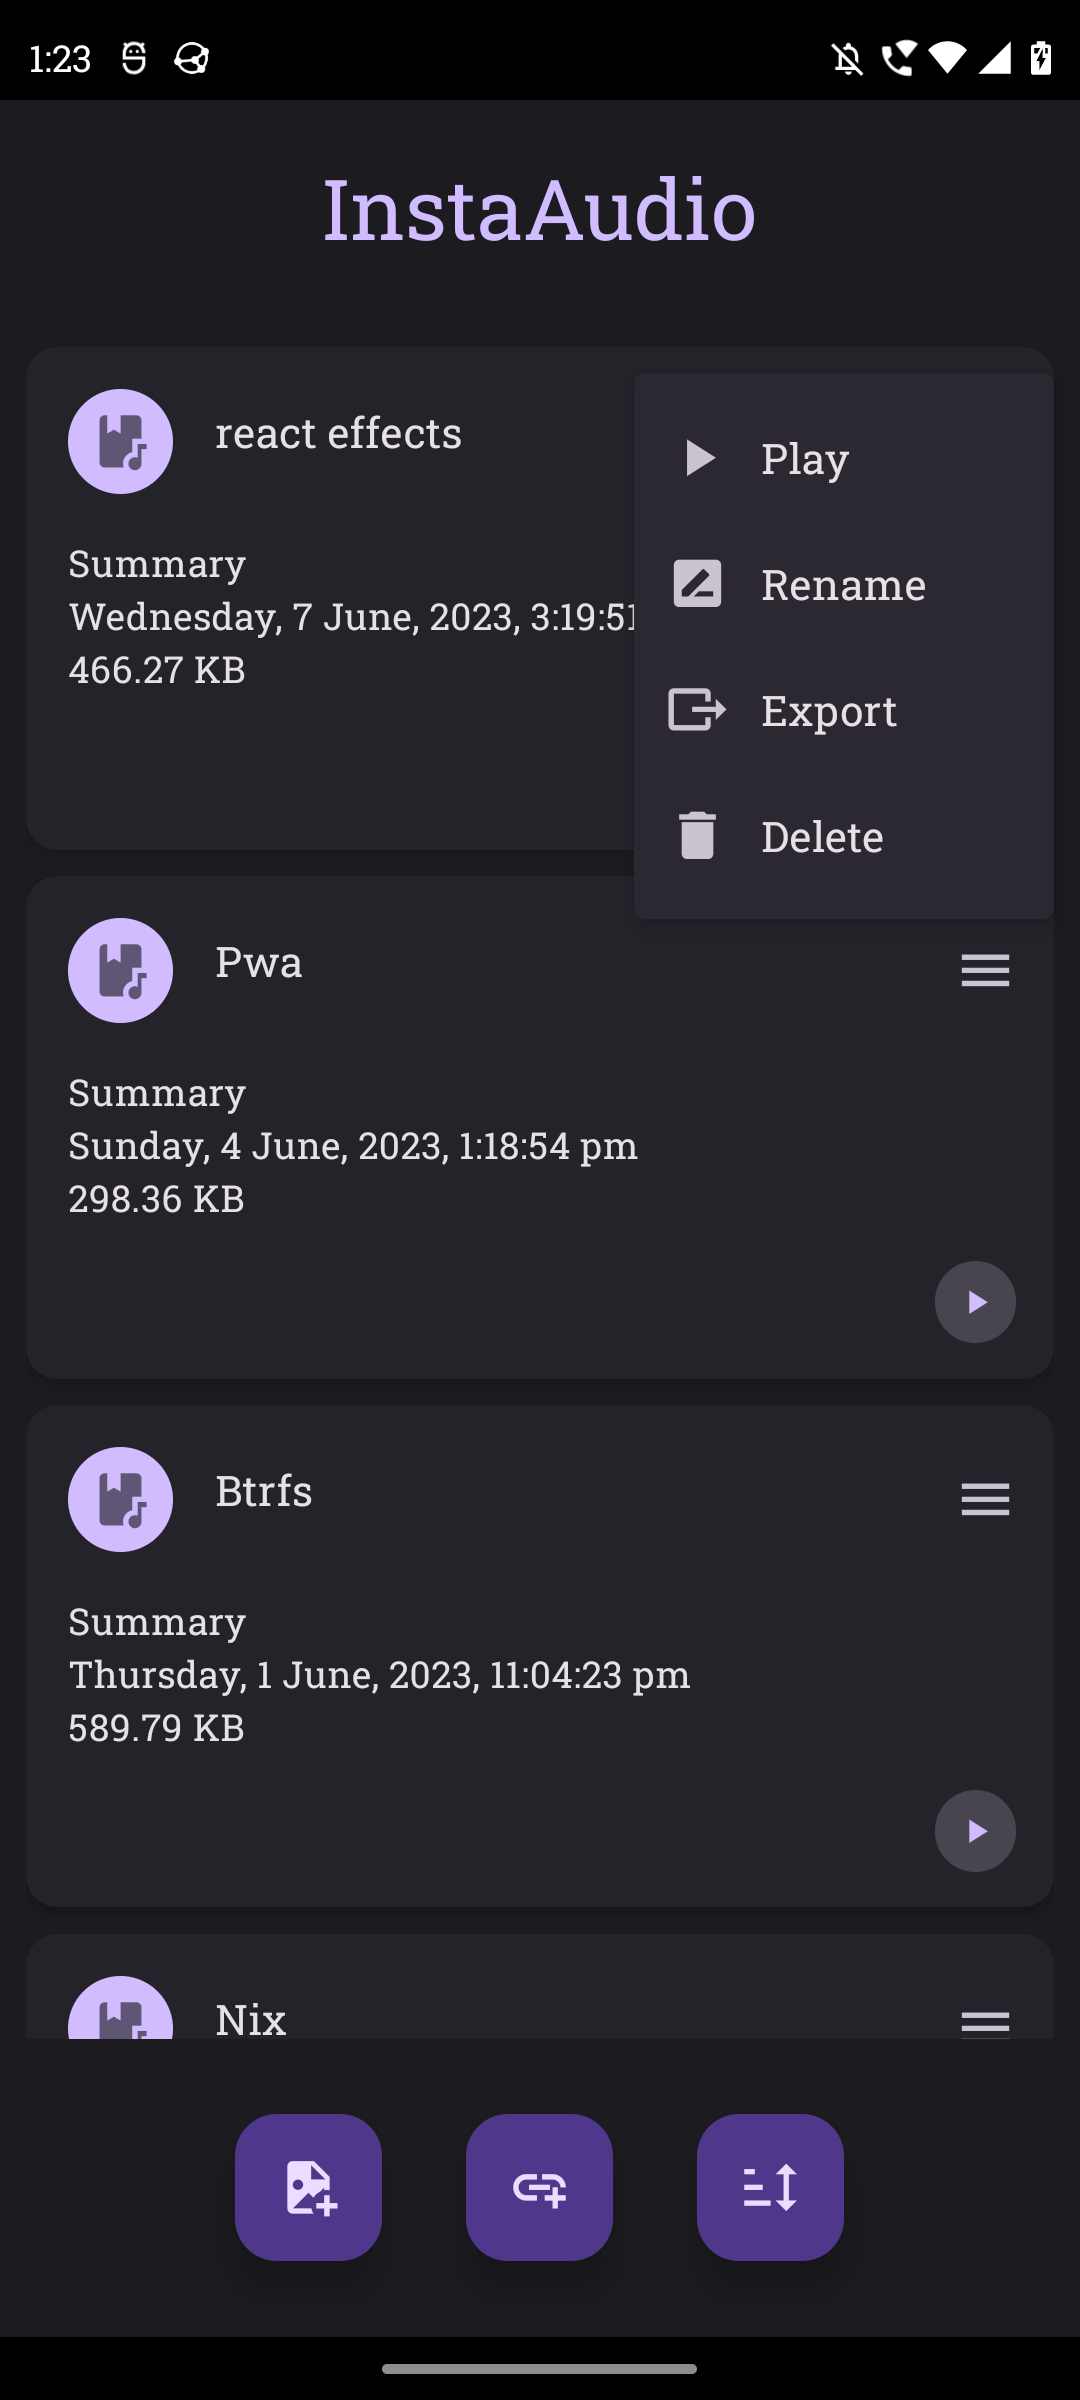 1:23
InstaAudio
react effects
Summary
Wednesday, 7 June, 2023, 3:19:51
466.27 KB
Play
Rename
Export
Delete
Pwa
Summary
Sunday, 4 June, 2023, 1:18:54 pm
298.36 KB
Btrfs
Summary
Thursday, 1 June, 2023, 11:04:23 pm
589.79 KB
Nix